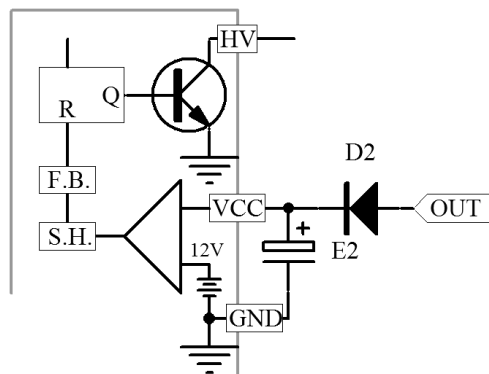 HV
Q
R
D2
F.B.
VCC
OUT
S.H.
+
12V
E2
GND